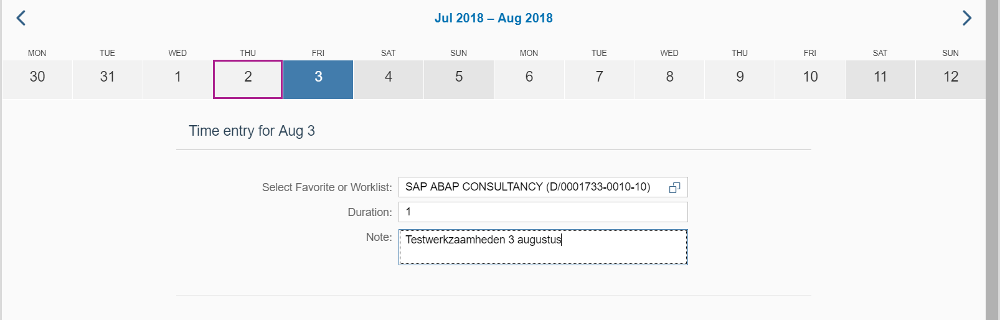 Jul 2018 – Aug 2018
MON TUE WED THU FRI SAT SUN MON TUE WED THU FRI SAT SUN
30 31 1 2 3 4 5 6 7 8 9 10 11 12
Time entry for Aug 3
Select Favorite or Worklist: SAP ABAP CONSULTANCY (D/0001733-0010-10)
Duration: 1
Note: Testwerkzaamheden 3 augustus